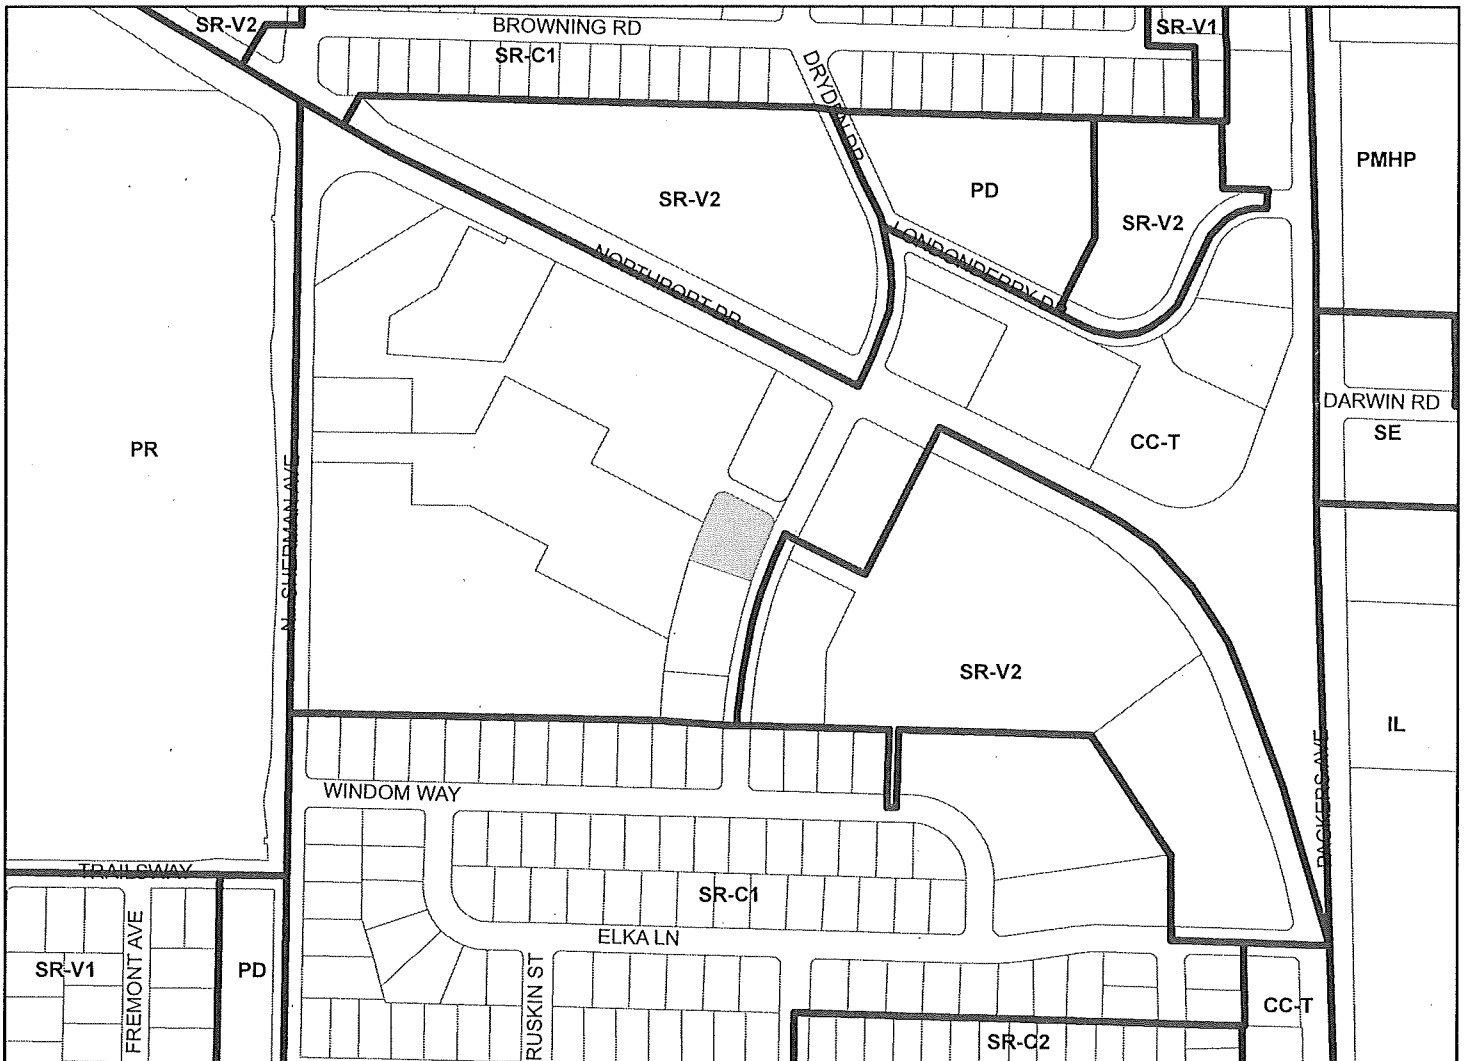 SR-V2
BROWNING RD
SR-V1
SR-C1
DRYDEN DR
PMHP
SR-V2
PD
SR-V2
LONDONDERRY DR
NORTHPORT DR
DARWIN RD
SE
CC-T
PR
N. SHERMAN AVE
SR-V2
IL
PACKERS AVE
WINDOM WAY
TRAILSWAY
SR-C1
ELKA LN
FREMONT AVE
SR-V1
PD
RUSKIN ST
CC-T
SR-C2